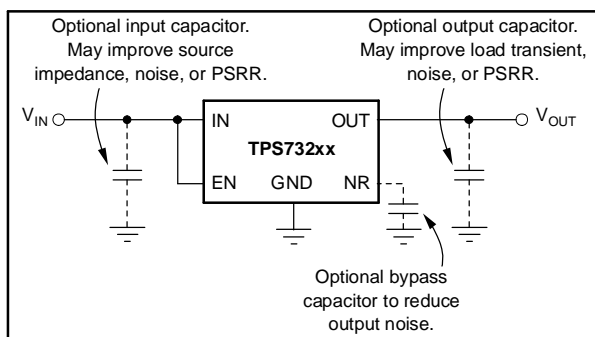 Optional input capacitor.
May improve source
impedance, noise, or PSRR.
Optional output capacitor.
May improve load transient,
noise, or PSRR.
VIN
IN
OUT
VOUT
TPS732xx
EN
GND
NR
Optional bypass
capacitor to reduce
output noise.